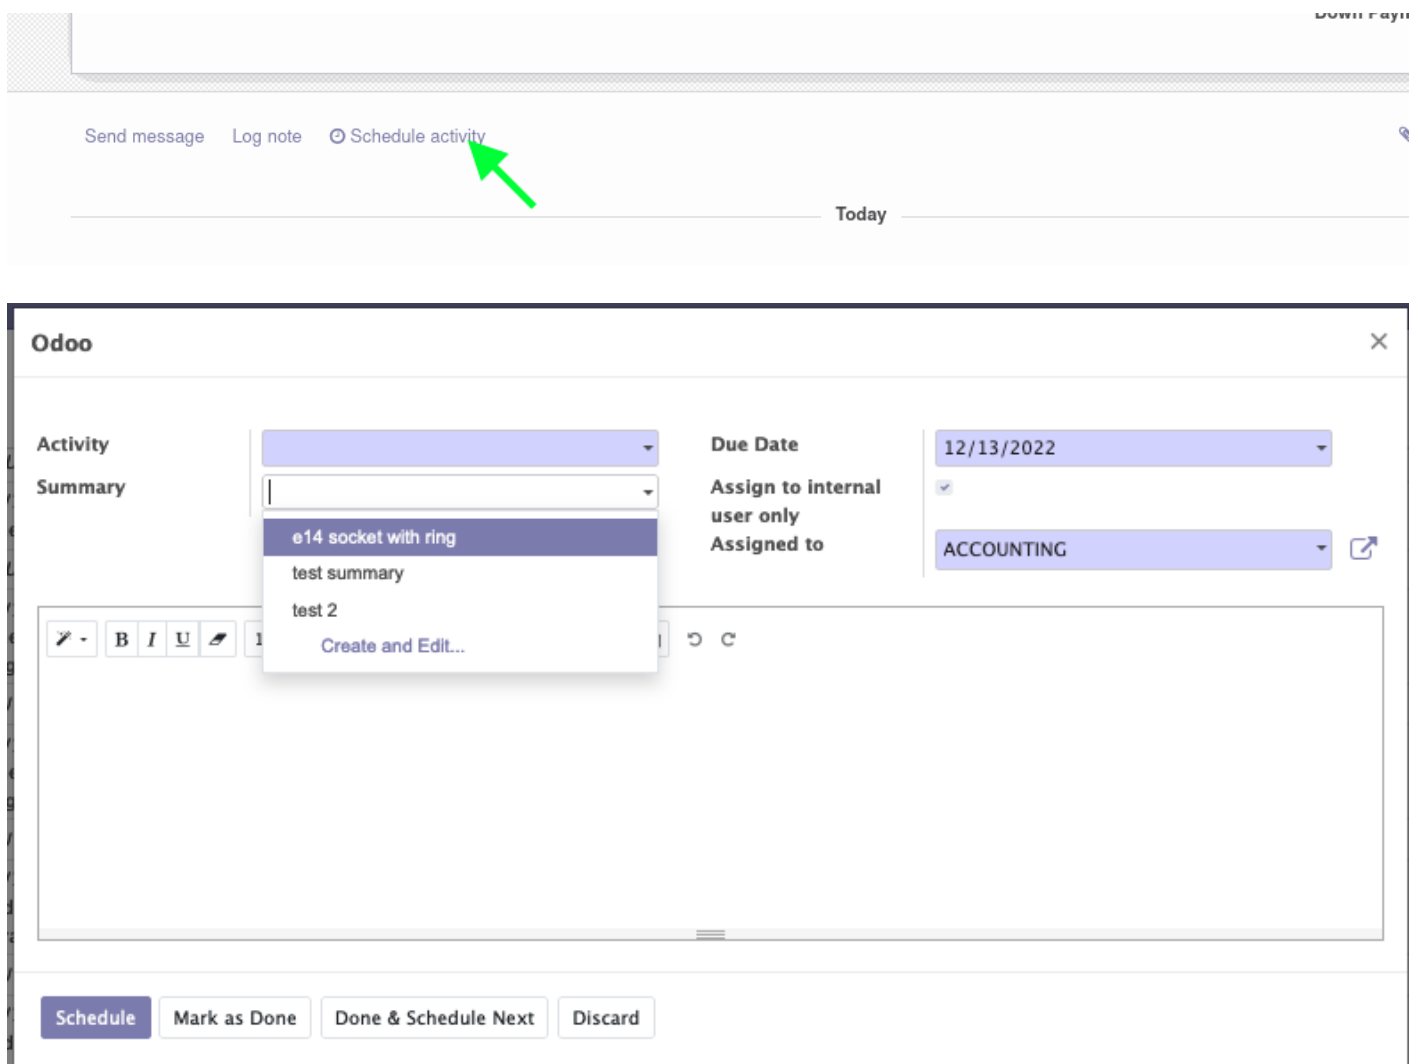 Send message Log note Schedule activity
Today
Odoo
Activity
Summary
e14 socket with ring
test summary
test 2
Create and Edit...
Due Date 12/13/2022
Assign to internal
user only
Assigned to ACCOUNTING
B I U
Schedule Mark as Done Done & Schedule Next Discard